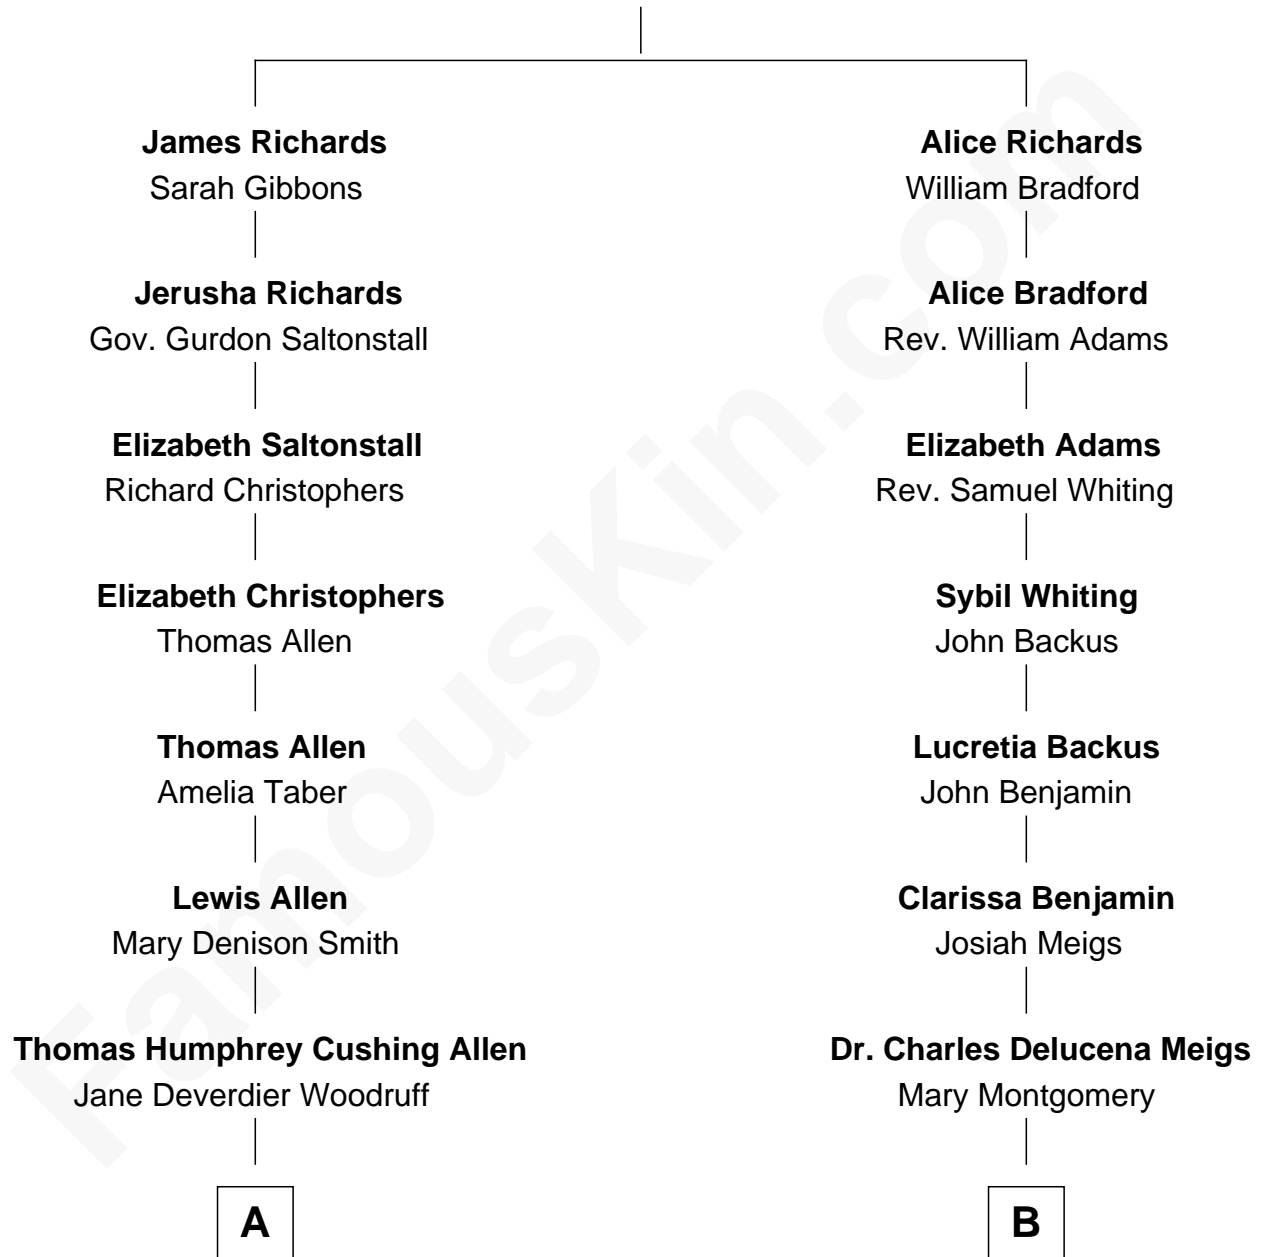 James Richards
Sarah Gibbons
Jerusha Richards
Gov. Gurdon Saltonstall
Elizabeth Saltonstall
Richard Christophers
Elizabeth Christophers
Thomas Allen
Thomas Allen
Amelia Taber
Lewis Allen
Mary Denison Smith
Thomas Humphrey Cushing Allen
Jane Deverdier Woodruff
A
Alice Richards
William Bradford
Alice Bradford
Rev. William Adams
Elizabeth Adams
Rev. Samuel Whiting
Sybil Whiting
John Backus
Lucretia Backus
John Benjamin
Clarissa Benjamin
Josiah Meigs
Dr. Charles Delucena Meigs
Mary Montgomery
B
FamousKin.com